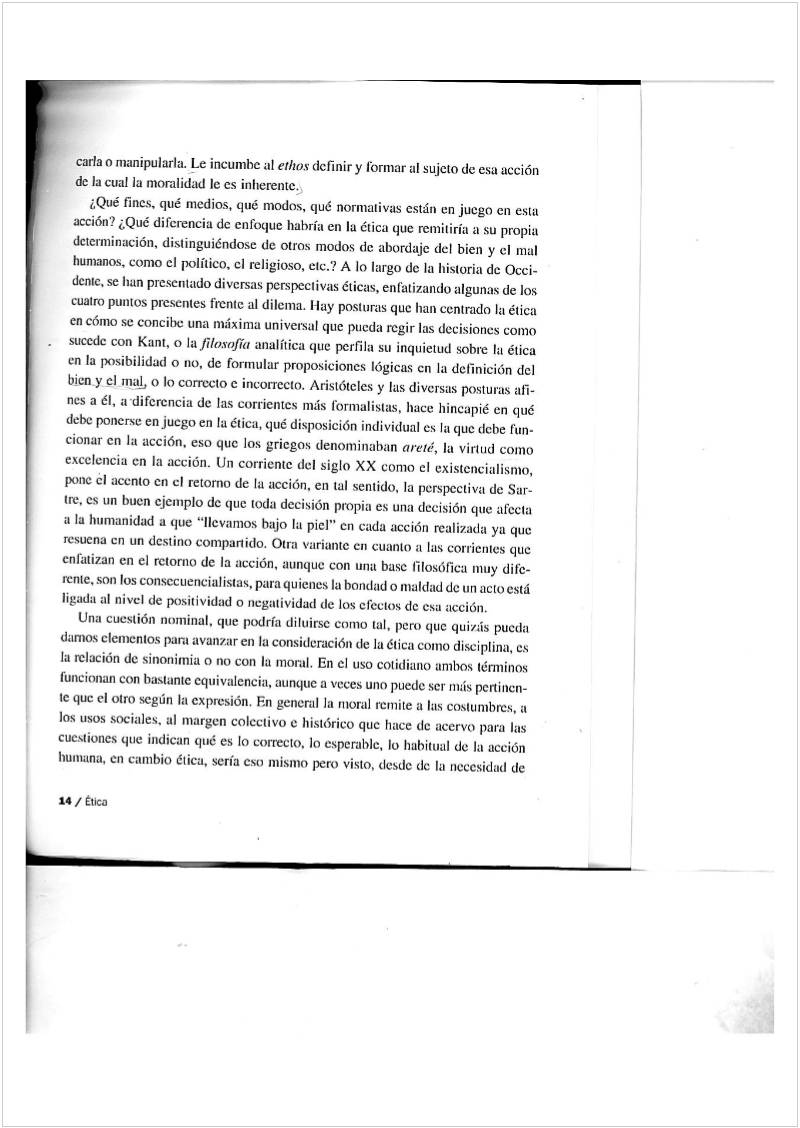 carla o manipularla. Le incumbe al ethos definir y formar al sujeto de esa acción
de la cual la moralidad le es inherente.
¿Qué fines, qué medios, qué modos, qué normativas están en juego en esta
acción? ¿Qué diferencia de enfoque habría en la ética que remitiría a su propia
determinación, distinguiéndose de otros modos de abordaje del bien y el mal
humanos, como el político, el religioso, etc.? A lo largo de la historia de Occi-
dente, se han presentado diversas perspectivas éticas, enfatizando algunas de los
cuatro puntos presentes frente al dilema. Hay posturas que han centrado la ética
en cómo se concibe una máxima universal que pueda regir las decisiones como
sucede con Kant, o la filosofía analítica que perfila su inquietud sobre la ética
en la posibilidad o no, de formular proposiciones lógicas en la definición del
bien y el mal, o lo correcto e incorrecto. Aristóteles y las diversas posturas afi-
nes a él, a diferencia de las corrientes más formalistas, hace hincapié en qué
debe ponerse en juego en la ética, qué disposición individual es la que debe fun-
cionar en la acción, eso que los griegos denominaban areté, la virtud como
excelencia en la acción. Un corriente del siglo XX como el existencialismo,
pone el acento en el retorno de la acción, en tal sentido, la perspectiva de Sar-
tre, es un buen ejemplo de que toda decisión propia es una decisión que afecta
a la humanidad a que “llevamos bajo la piel” en cada acción realizada ya que
resuena en un destino compartido. Otra variante en cuanto a las corrientes que
enfatizan en el retorno de la acción, aunque con una base filosófica muy dife-
rente, son los consecuencialistas, para quienes la bondad o maldad de un acto está
ligada al nivel de positividad o negatividad de los efectos de esa acción.
Una cuestión nominal, que podría diluirse como tal, pero que quizás pueda
darnos elementos para avanzar en la consideración de la ética como disciplina, es
la relación de sinonimia o no con la moral. En el uso cotidiano ambos términos
funcionan con bastante equivalencia, aunque a veces uno puede ser más pertinen-
te que el otro según la expresión. En general la moral remite a las costumbres, a
los usos sociales, al margen colectivo e histórico que hace de acervo para las
cuestiones que indican qué es lo correcto, lo esperable, lo habitual de la acción
humana, en cambio ética, sería eso mismo pero visto, desde de la necesidad de
14 / Ética